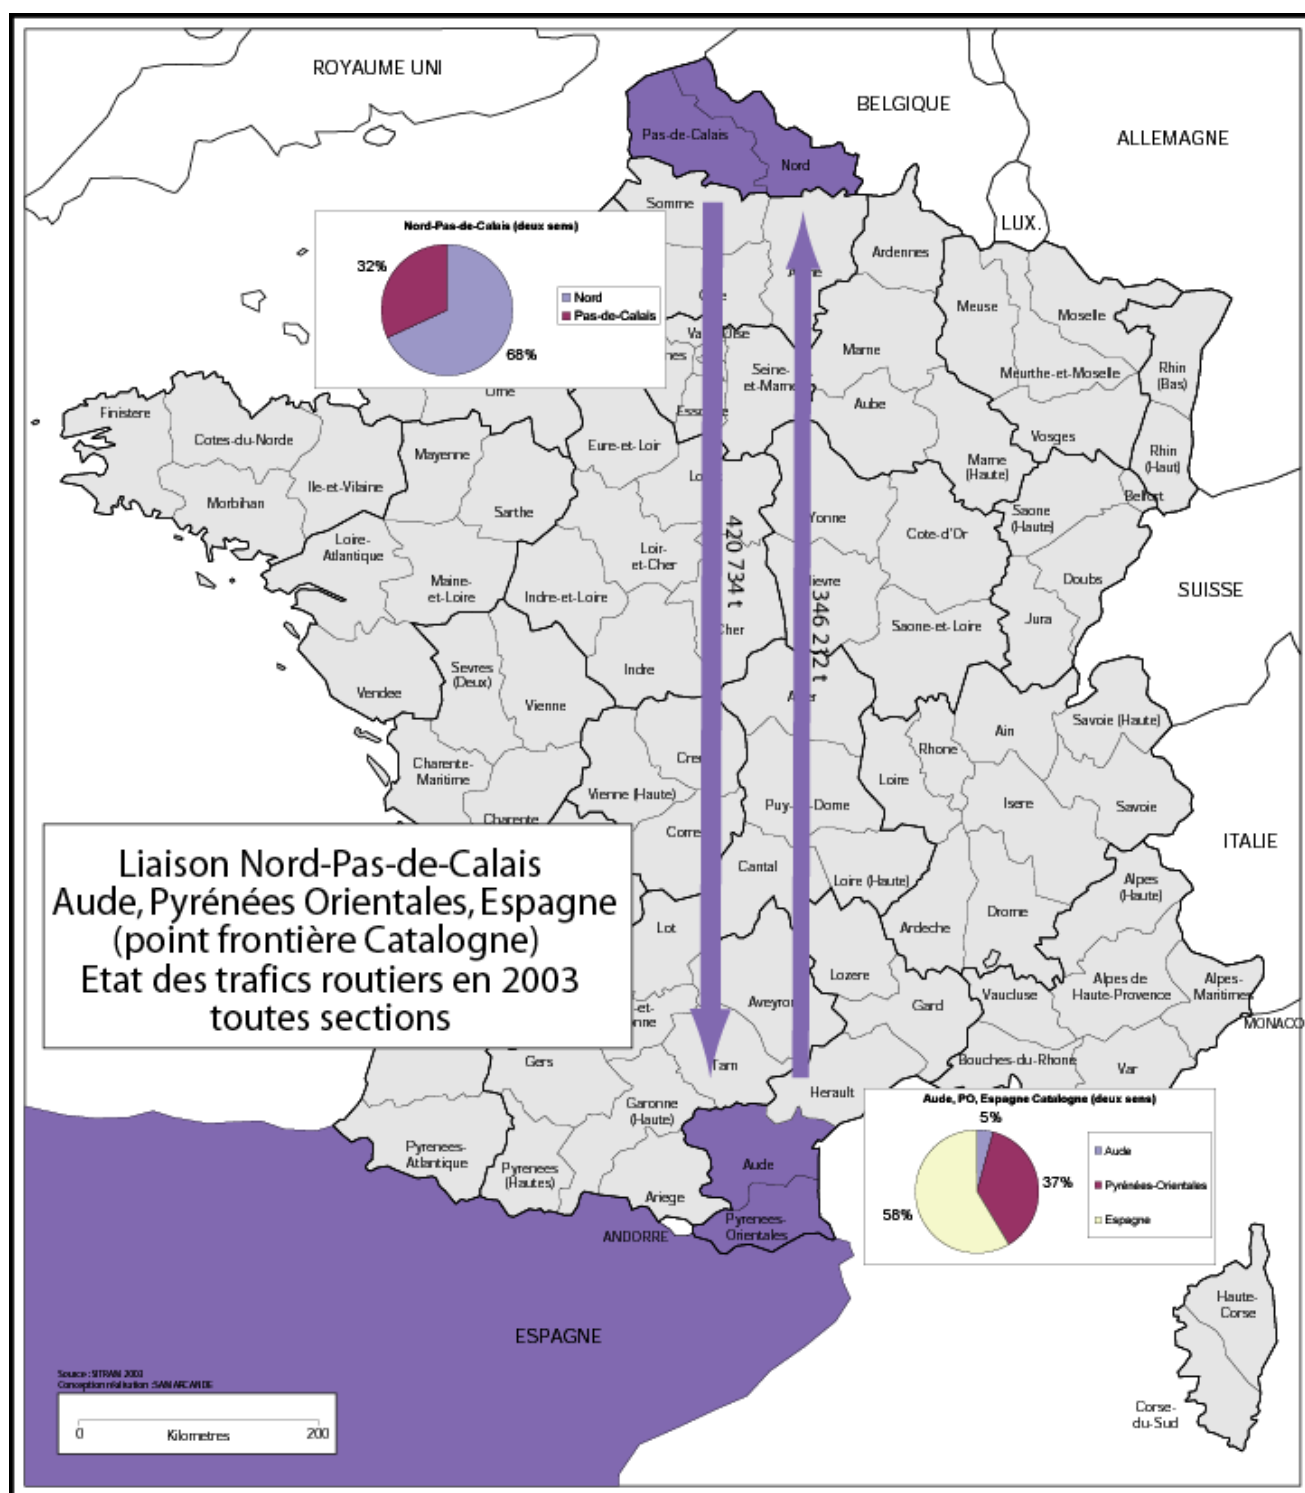 ROYAUME UNI
BELGIQUE
ALLEMAGNE
LUX.
Pas-de-Calais
Nord
Somme
Ardennes
Nord-Pas-de-Calais (deux sens)
32%
68%
Nord
Pas-de-Calais
Meuse
Moselle
Marne
Meurthe-et-Moselle
Rhin
(Bas)
Seine-
et-Marne
Aube
Vosges
Rhin
(Haut)
Finistere
Cotes-du-Norde
Orne
Mayenne
Eure-et-Loir
Marne
(Haute)
Belfort
Morbihan
Ile-et-Vilaine
Sarthe
Yonne
Cote-d'Or
Saone
(Haute)
Loire-
Atlantique
Loir-
et-Cher
420 734 t
346 212 t
Maine-
et-Loire
Indre-et-Loire
Doubs
SUISSE
Cher
Saone-et-Loire
Jura
Vendee
Sevres
(Deux)
Vienne
Indre
Ain
Savoie (Haute)
Rhone
Charente-
Maritime
Vienne (Haute)
Loire
Isere
Savoie
Charente
ITALIE
Cantal
Loire (Haute)
Alpes
(Haute)
Ardeche
Drome
Lot
Liaison Nord-Pas-de-Calais
Aude, Pyrénées Orientales, Espagne
(point frontière Catalogne)
Etat des trafics routiers en 2003
toutes sections
Lozere
Aveyron
Gard
Vaucluse
Alpes de
Haute-Provence
Alpes-
Maritimes
MONACO
Gers
Tarn
Herault
Bouches-du-Rhone
Var
Garonne
(Haute)
Pyrenees-
Atlantique
Pyrenees
(Hautes)
Ariege
Aude
Pyrenees-
Orientales
ANDORRE
Aude, PO, Espagne Catalogne (deux sens)
5%
37%
58%
Aude
Pyrénées-Orientales
Espagne
ESPAGNE
Haute-
Corse
Corse-
du-Sud
Source : SITRAM 2003
Conception réalisation : SAMARCANDE
0
Kilometres
200